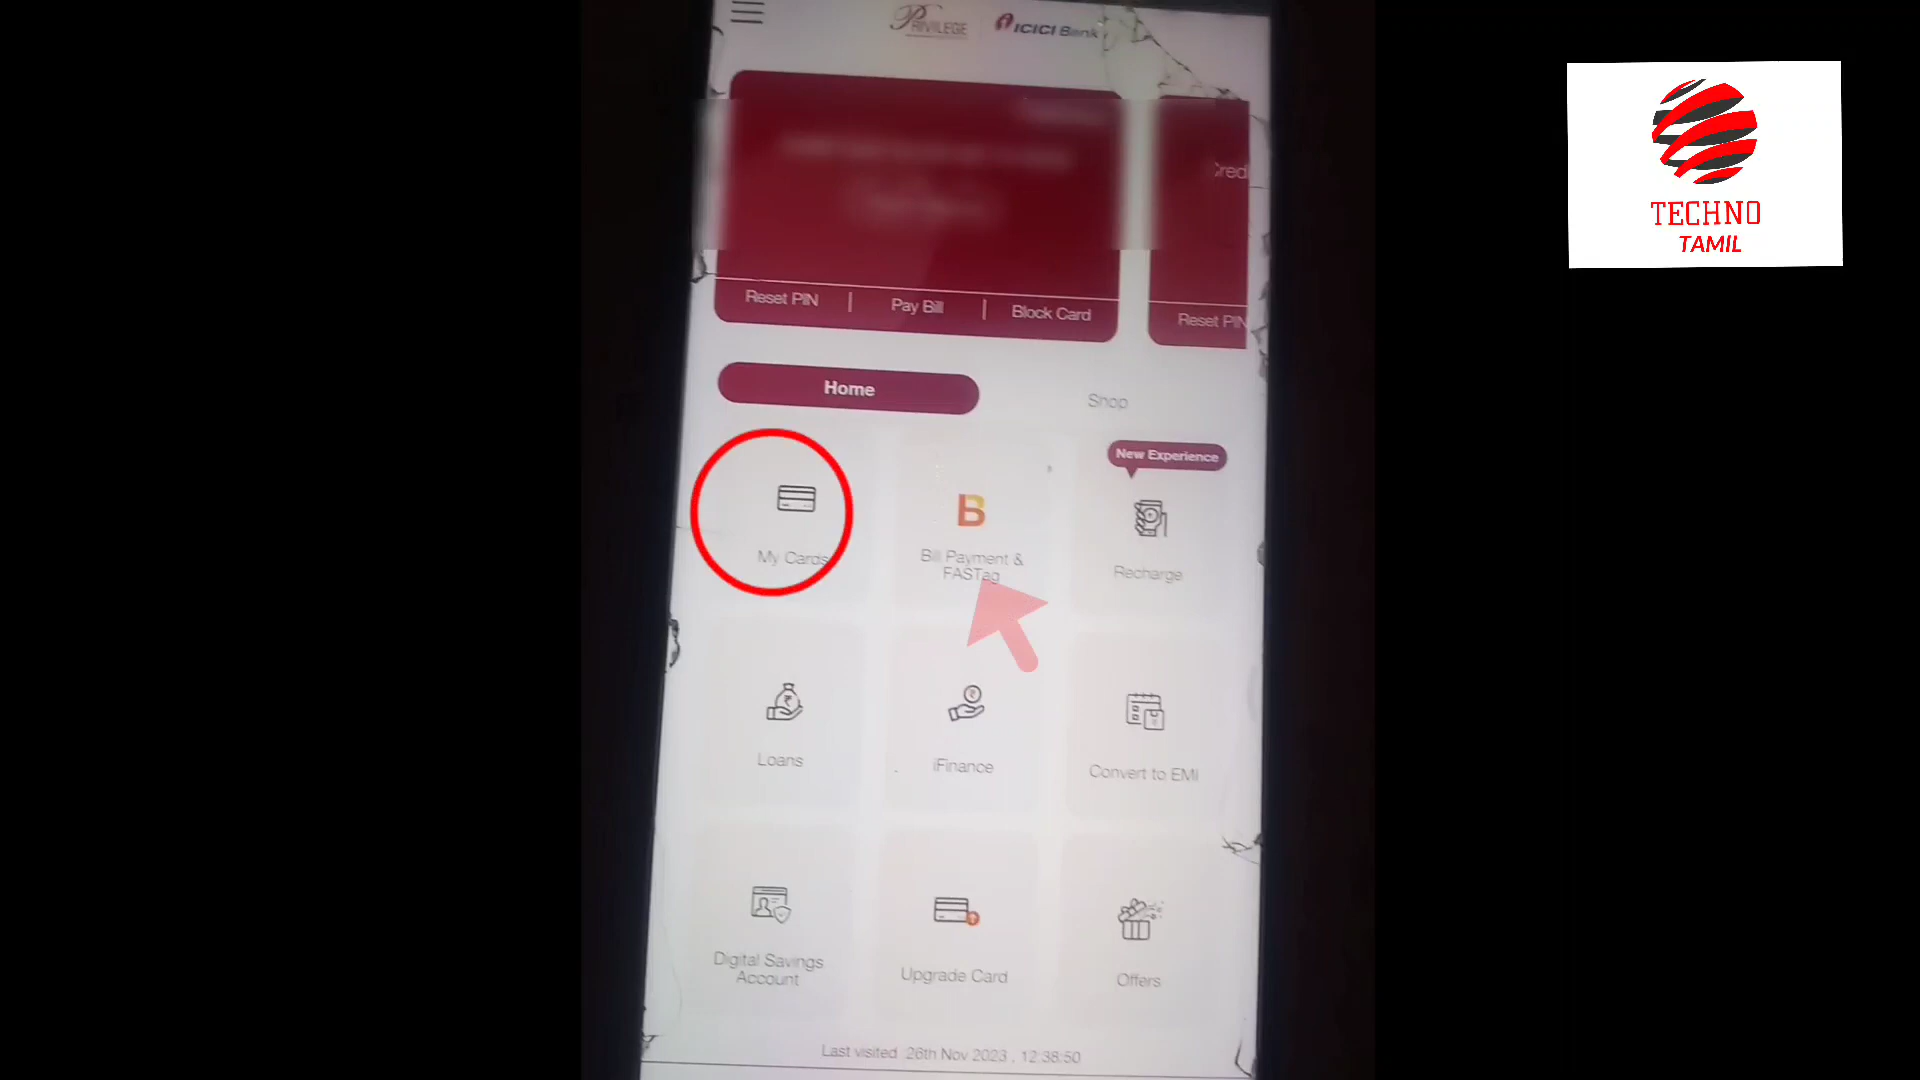 PRIVILEGE
ICICI Bank
Reset PIN
Pay Bill
Block Card
Reset PIN
Home
Shop
New Experience
My Cards
Bill Payment &
FASTag
Recharge
Loans
iFinance
Convert to EMI
Digital Savings
Account
Upgrade Card
Offers
Last visited 26th Nov 2023 , 12:38:50
TECHNO
TAMIL